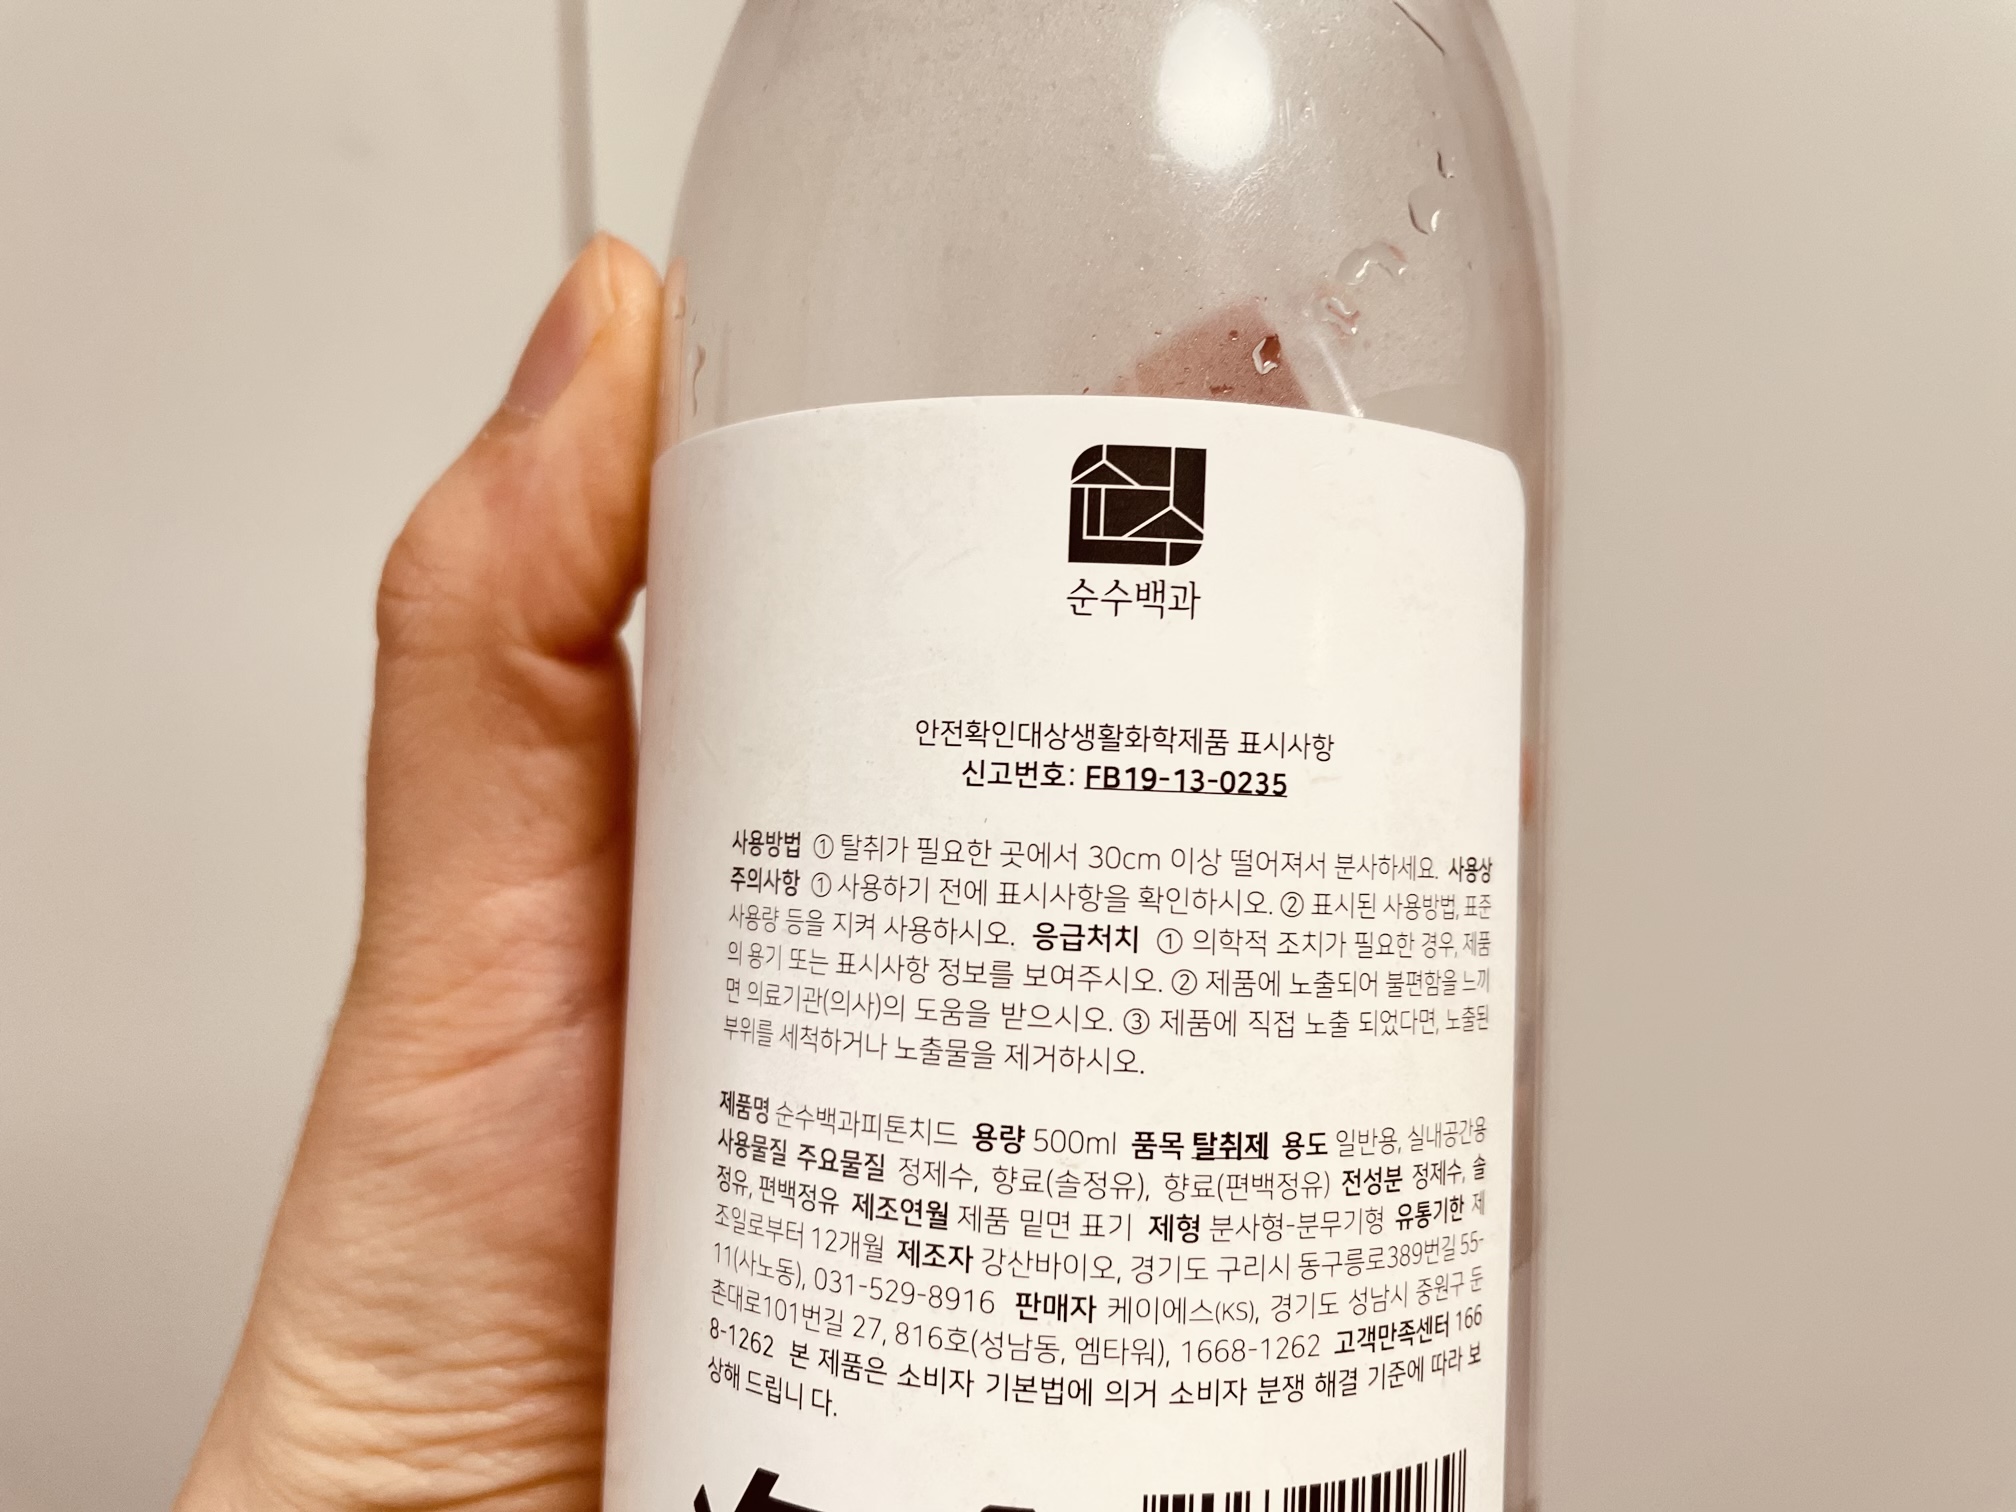 순수백과
안전확인대상생활화학제품 표시사항
신고번호: FB19-13-0235
사용방법 ① 탈취가 필요한 곳에서 30cm 이상 떨어져서 분사하세요. 사용상
주의사항 ① 사용하기 전에 표시사항을 확인하시오. ② 표시된 사용방법, 표준
사용량 등을 지켜 사용하시오. 응급처치 ① 의학적 조치가 필요한 경우, 제품
의 용기 또는 표시사항 정보를 보여주시오. ② 제품에 노출되어 불편함을 느끼
면 의료기관(의사)의 도움을 받으시오. ③ 제품에 직접 노출 되었다면, 노출된
부위를 세척하거나 노출물을 제거하시오.
제품명 순수백과피톤치드 용량 500ml 품목 탈취제 용도 일반용, 실내공간용
사용물질 주요물질 정제수, 향료(솔정유), 향료(편백정유) 전성분 정제수, 솔
정유, 편백정유 제조연월 제품 밑면 표기 제형 분사형-분무기형 유통기한 제
조일로부터 12개월 제조자 강산바이오, 경기도 구리시 동구릉로389번길 55-
11(사노동), 031-529-8916 판매자 케이에스(KS), 경기도 성남시 중원구 둔
촌대로101번길 27, 816호(성남동, 엠타워), 1668-1262 고객만족센터 166
8-1262 본 제품은 소비자 기본법에 의거 소비자 분쟁 해결 기준에 따라 보
상해 드립니 다.